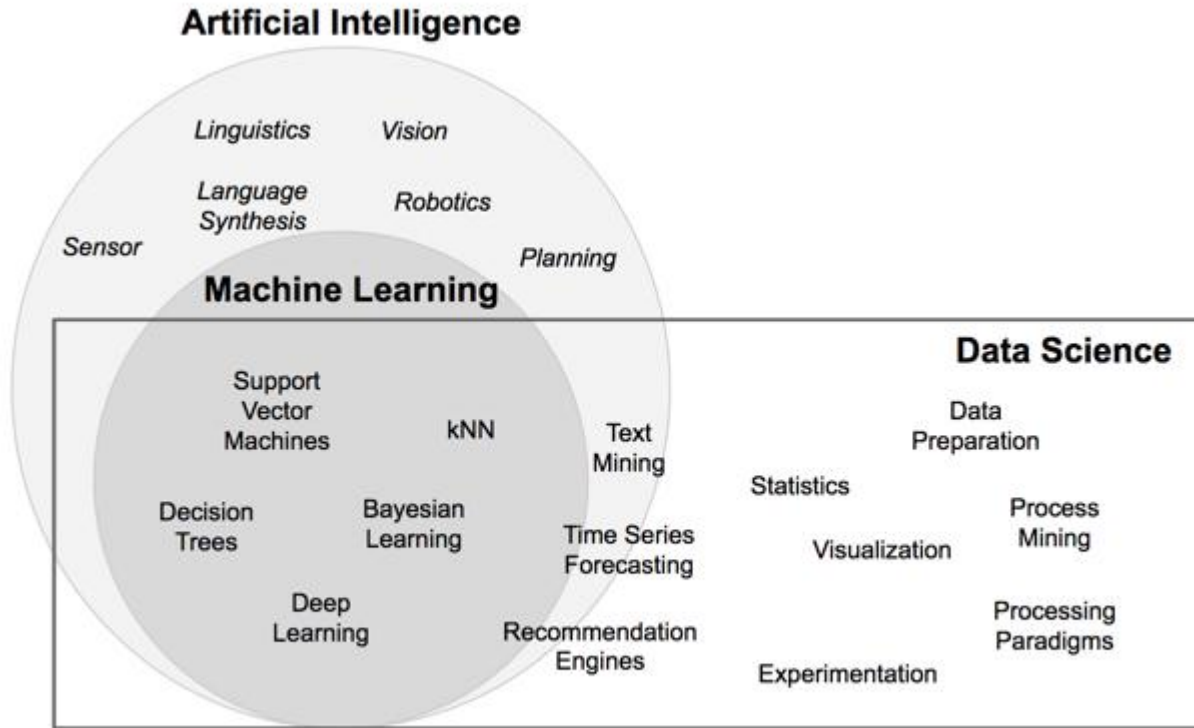 Artificial Intelligence
Linguistics
Vision
Language
Synthesis
Robotics
Sensor
Planning
Machine Learning
Data Science
Support
Vector
Machines
kNN
Text
Mining
Data
Preparation
Statistics
Decision
Trees
Bayesian
Learning
Time Series
Forecasting
Visualization
Process
Mining
Deep
Learning
Recommendation
Engines
Experimentation
Processing
Paradigms